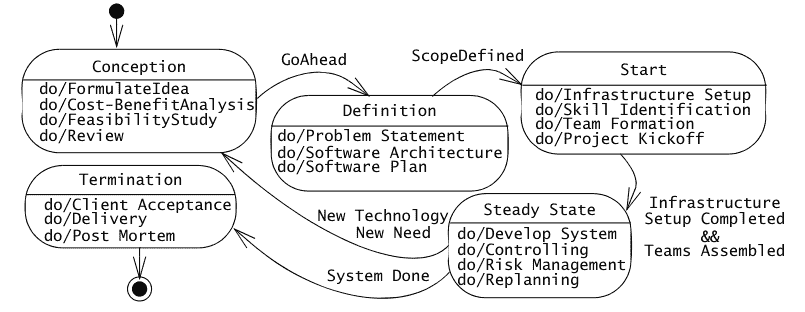 Conception
do/FormulateIdea
do/Cost-BenefitAnalysis
do/FeasibilityStudy
do/Review
GoAhead
Definition
do/Problem Statement
do/Software Architecture
do/Software Plan
ScopeDefined
Start
do/Infrastructure Setup
do/Skill Identification
do/Team Formation
do/Project Kickoff
Infrastructure
Setup Completed
&&
Teams Assembled
Steady State
do/Develop System
do/Controlling
do/Risk Management
do/Replanning
New Technology
New Need
System Done
Termination
do/Client Acceptance
do/Delivery
do/Post Mortem